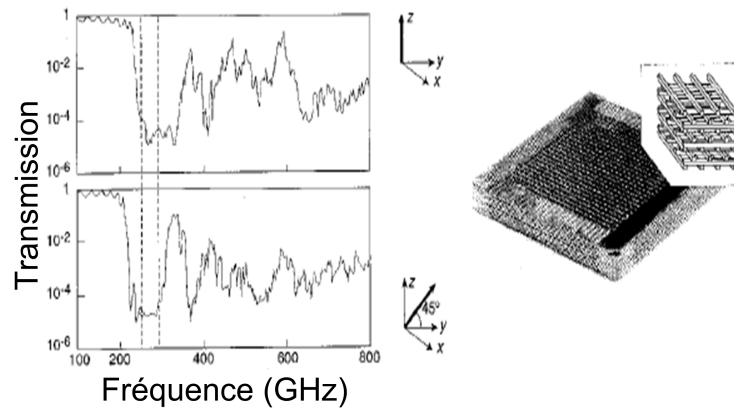 Transmission
1
10-2
10-4
10-6
1
10-2
10-4
10-6
100 200 400 600 800
Fréquence (GHz)
z
y
x
z
45°
y
x